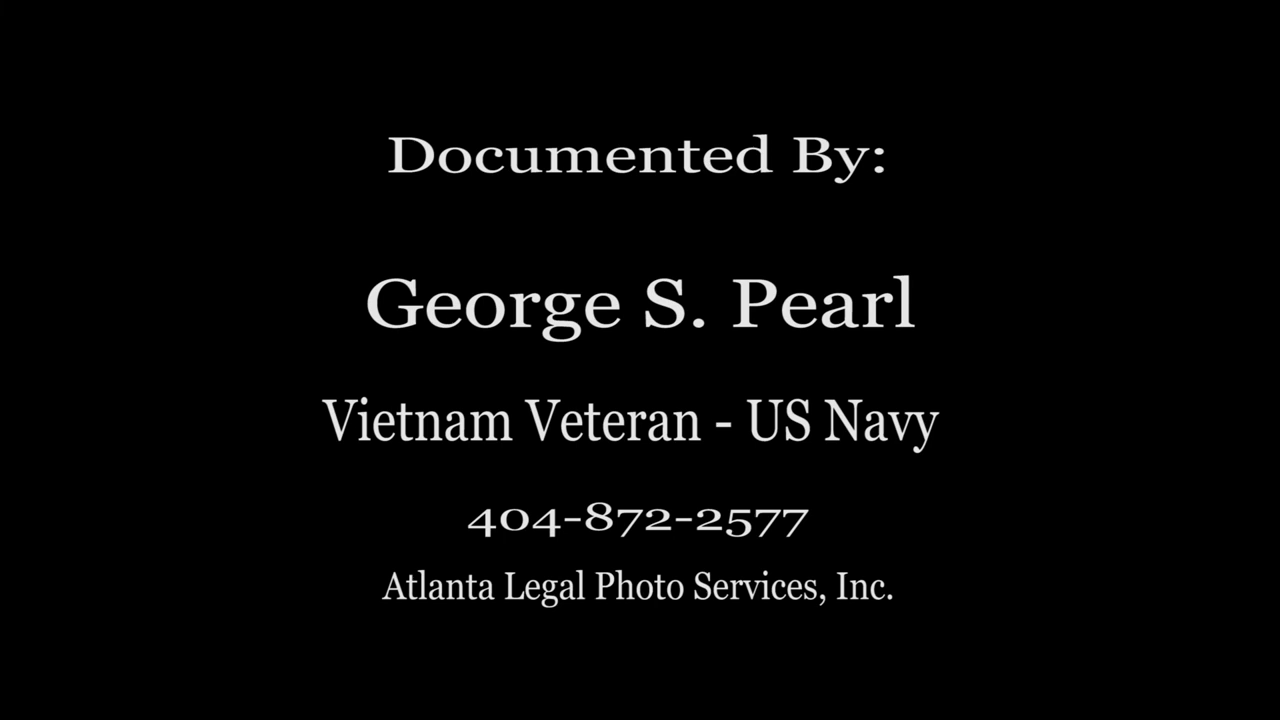 Documented By:
George S. Pearl
Vietnam Veteran - US Navy
404-872-2577
Atlanta Legal Photo Services, Inc.